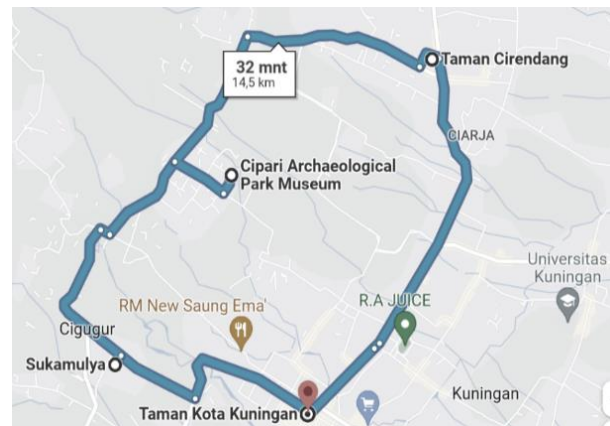 32 mnt
14,5 km
Taman Cirendang
CIARJA
Cipari Archaeological
Park Museum
Universitas
Kuningan
RM New Saung Ema'
R.A JUICE
Cigugur
Sukamulya
Kuningan
Taman Kota Kuningan